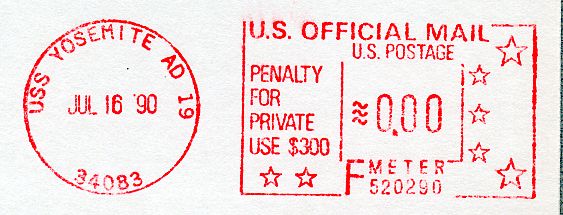 USS YOSEMITE AD 19
JUL 16 '90
34083
U.S. OFFICIAL MAIL
U.S. POSTAGE
PENALTY
FOR
PRIVATE
USE $300
0.00
F METER
520290